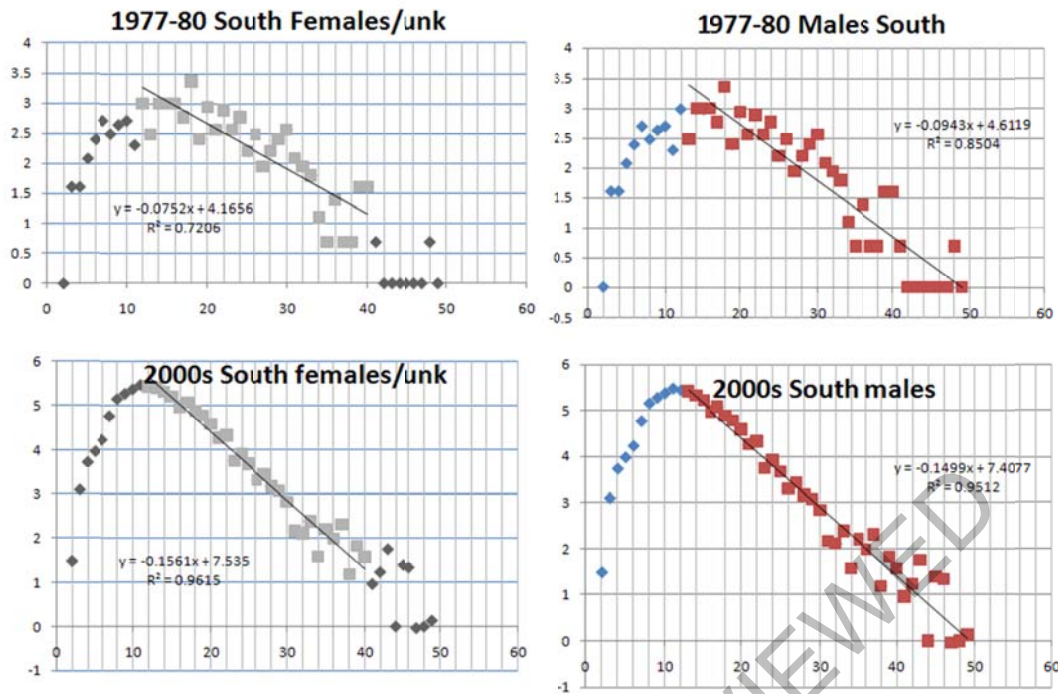 1977-80 South Females/unk
4
3.5
3
2.5
2
1.5
1
0.5
0
y = -0.0752x + 4.1656
R² = 0.7206
0 10 20 30 40 50 60
1977-80 Males South
4
3.5
3
2.5
2
1.5
1
0.5
0
-0.5
y = -0.0943x + 4.6119
R² = 0.8504
0 10 20 30 40 50 60
2000s South females/unk
6
5
4
3
2
1
0
-1
y = -0.1561x + 7.535
R² = 0.9615
0 10 20 30 40 50 60
2000s South males
6
5
4
3
2
1
0
-1
y = -0.1499x + 7.4077
R² = 0.9512
0 10 20 30 40 50 60